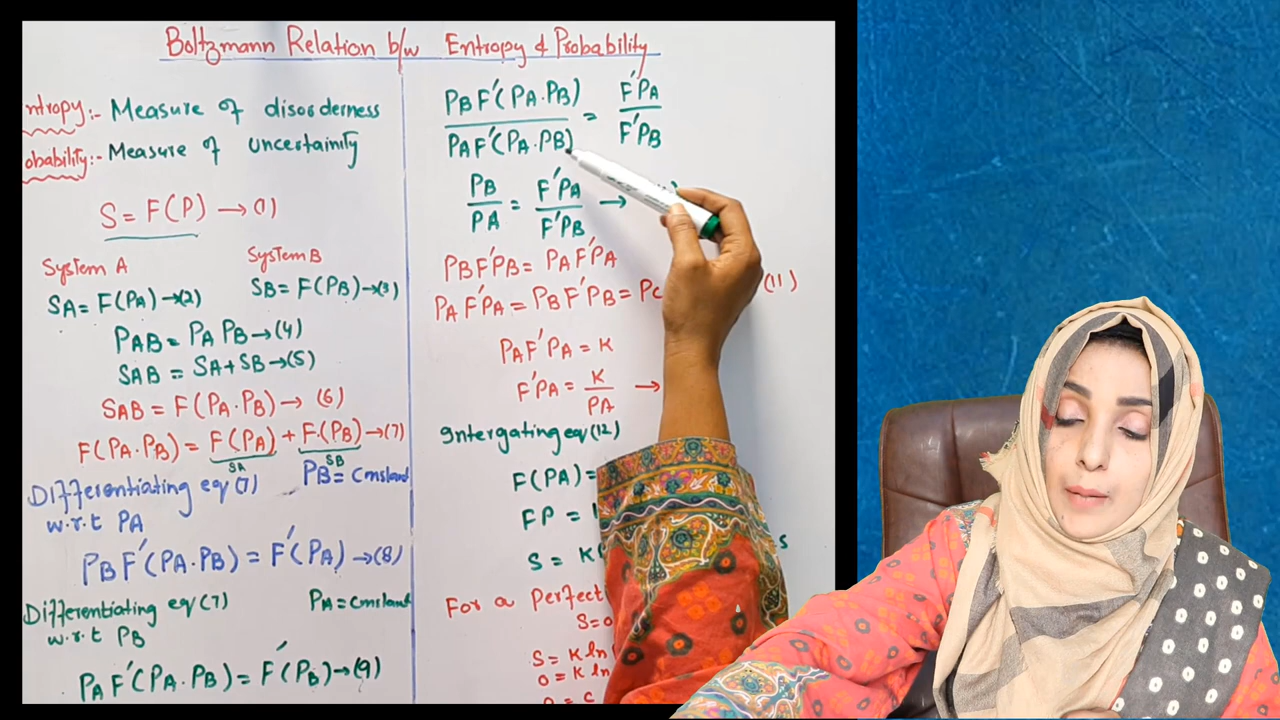 Boltzmann Relation b/w Entropy & Probability
ntropy:- Measure of disorderness
obability:- Measure of uncertainity
S = F(P) → (1)
System A System B
SA = F(PA) → (2) SB = F(PB) → (3)
PAB = PA PB → (4)
SAB = SA + SB → (5)
SAB = F(PA.PB) → (6)
F(PA.PB) = F(PA) + F.(PB) → (7)
SA SB
Differentiating eq (7) PB = Constant
w.r.t PA
PB F'(PA.PB) = F'(PA) → (8)
Differentiating eq (7) PA = Constant
w.r.t PB
PA F'(PA.PB) = F'(PB) → (9)
PB F'(PA.PB) / PA F'(PA.PB) = F'PA / F'PB
PB / PA = F'PA / F'PB →
PB F'PB = PA F'PA
PA F'PA = PB F'PB = PC (11)
PA F'PA = K
F'PA = K / PA →
Intergating eq (12)
F(PA) =
FP =
S = K
For a Perfect
S = 0
S = K ln
0 = K ln
0 = C